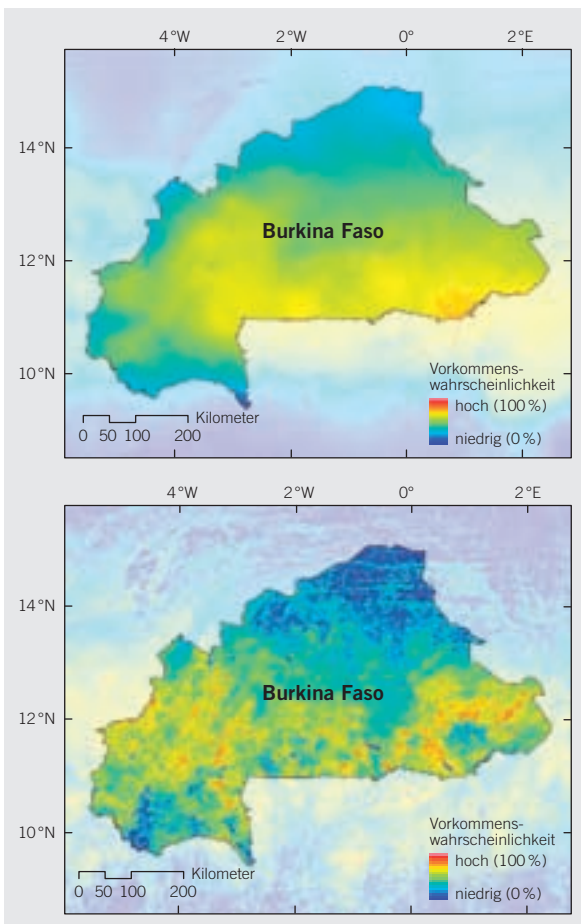 4°W 2°W 0° 2°E
14°N
Burkina Faso
12°N
10°N
Vorkommens-
wahrscheinlichkeit
hoch (100 %)
niedrig (0 %)
Kilometer
0 50 100 200
4°W 2°W 0° 2°E
14°N
Burkina Faso
12°N
10°N
Vorkommens-
wahrscheinlichkeit
hoch (100 %)
niedrig (0 %)
Kilometer
0 50 100 200